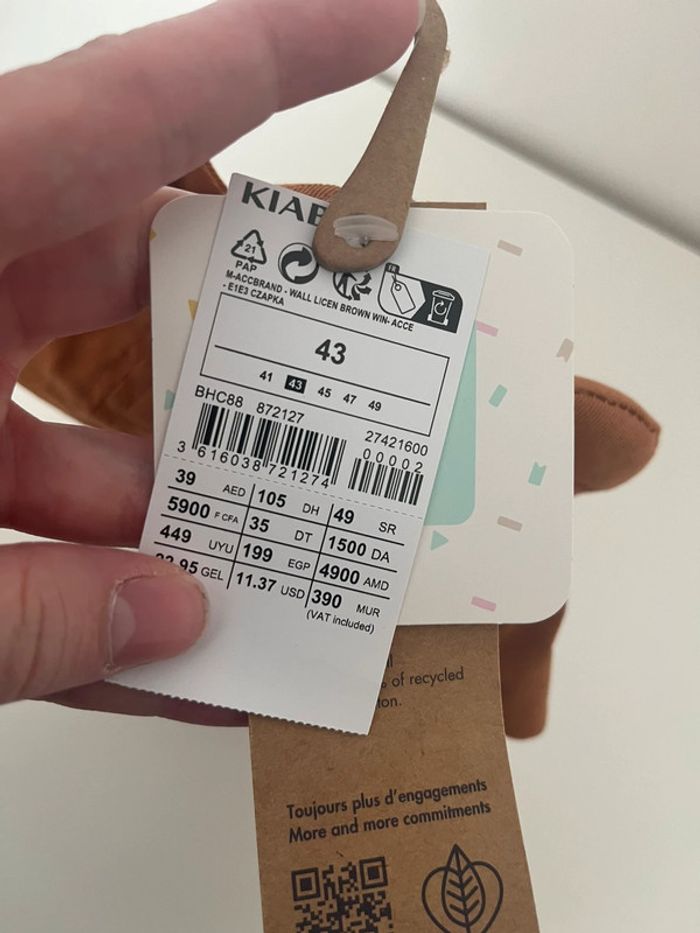 KIAB
21
PAP
FR
M-ACCBRAND - WALL LICEN BROWN WIN- ACCE
- E1E3 CZAPKA
43
41 43 45 47 49
BHC88 872127 27421600
3 616038 721274 00002
39 AED 105 DH 49 SR
5900 F CFA 35 DT 1500 DA
449 UYU 199 EGP 4900 AMD
.95 GEL 11.37 USD 390 MUR
(VAT included)
of recycled
Toujours plus d'engagements
More and more commitments